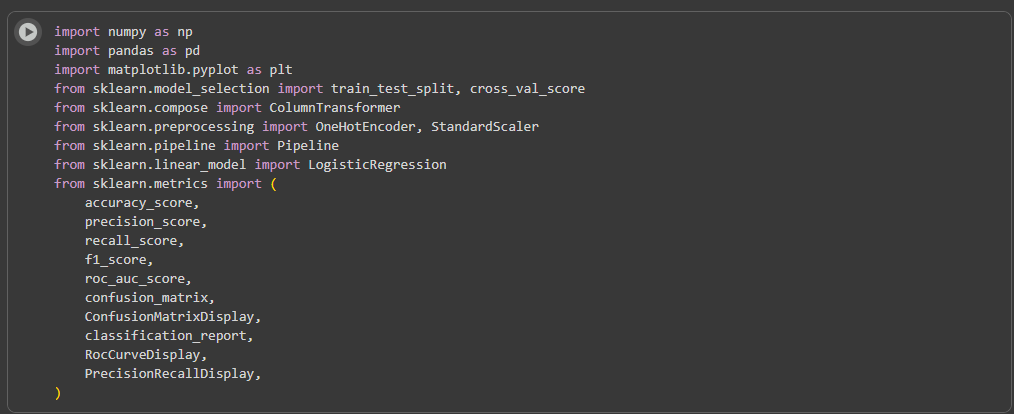 import numpy as np
import pandas as pd
import matplotlib.pyplot as plt
from sklearn.model_selection import train_test_split, cross_val_score
from sklearn.compose import ColumnTransformer
from sklearn.preprocessing import OneHotEncoder, StandardScaler
from sklearn.pipeline import Pipeline
from sklearn.linear_model import LogisticRegression
from sklearn.metrics import (
    accuracy_score,
    precision_score,
    recall_score,
    f1_score,
    roc_auc_score,
    confusion_matrix,
    ConfusionMatrixDisplay,
    classification_report,
    RocCurveDisplay,
    PrecisionRecallDisplay,
)